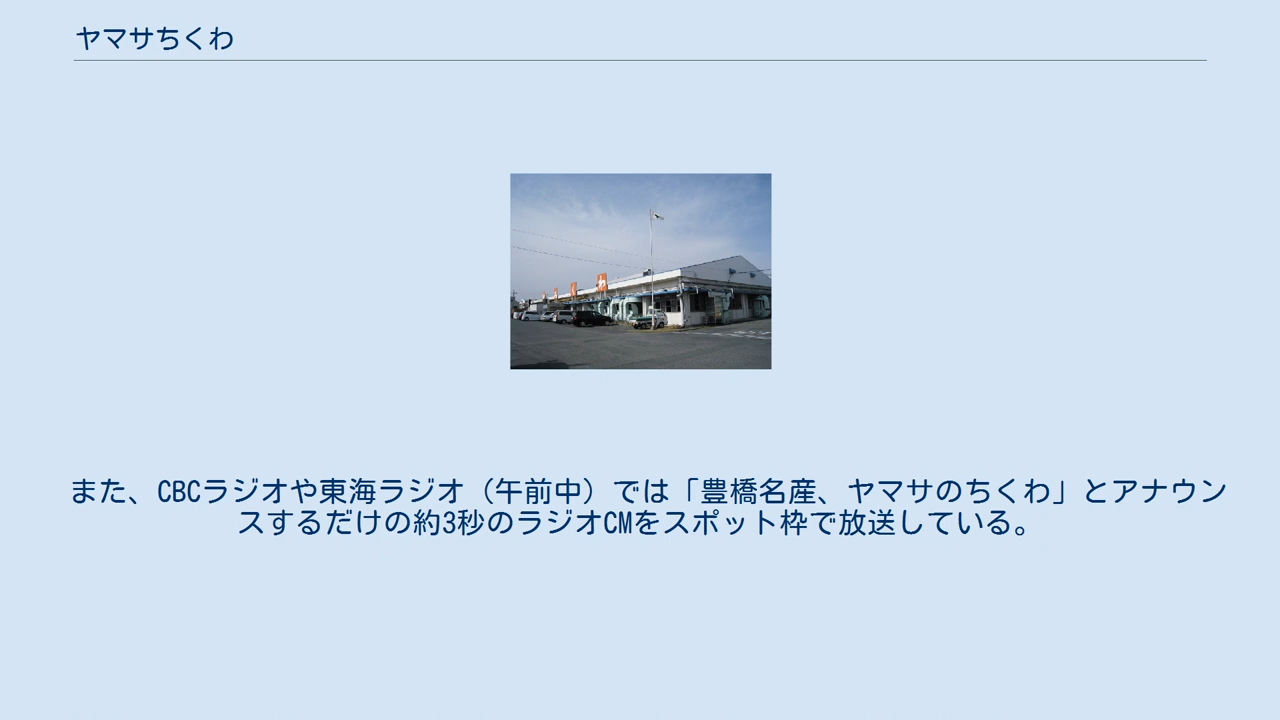 ヤマサちくわ
また、CBCラジオや東海ラジオ（午前中）では「豊橋名産、ヤマサのちくわ」とアナウン
スするだけの約3秒のラジオCMをスポット枠で放送している。